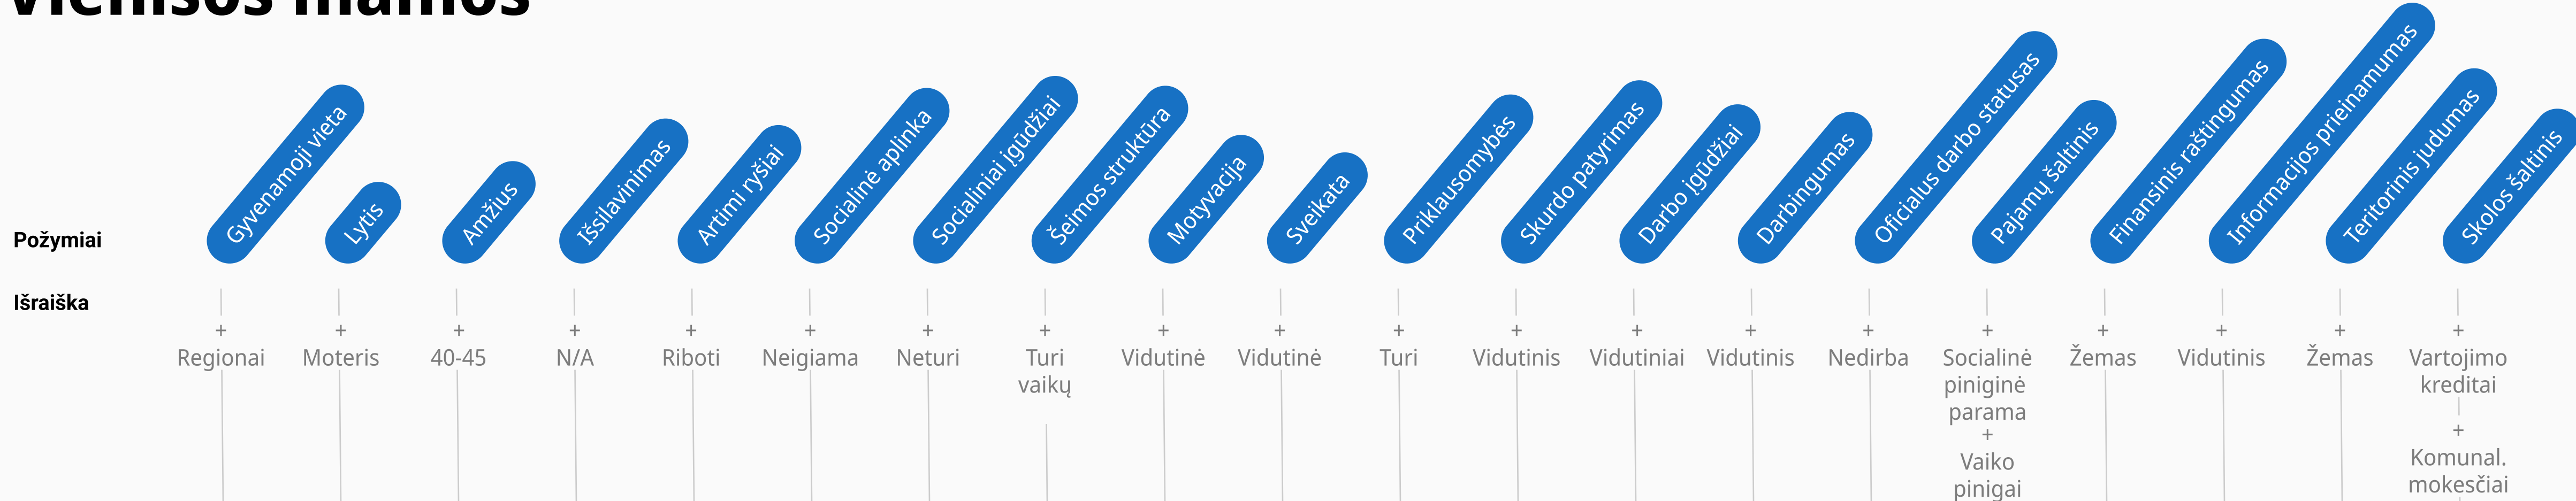 Vienišos mamos
Požymiai
Gyvenamoji vieta
Lytis
Amžius
Išsilavinimas
Artimi ryšiai
Socialinė aplinka
Socialiniai įgūdžiai
Šeimos struktūra
Motyvacija
Sveikata
Priklausomybės
Skurdo patyrimas
Darbo įgūdžiai
Darbingumas
Oficialus darbo statusas
Pajamų šaltinis
Finansinis raštingumas
Informacijos prieinamumas
Teritorinis judumas
Skolos šaltinis
Išraiška
+ + + + + + + + + + + + + + + + + + + +
Regionai Moteris 40-45 N/A Riboti Neigiama Neturi Turi Vidutinė Vidutinė Turi Vidutinis Vidutiniai Vidutinis Nedirba Socialinė Žemas Vidutinis Žemas Vartojimo
vaikų piniginė kreditai
parama
+ +
Vaiko Komunal.
pinigai mokesčiai